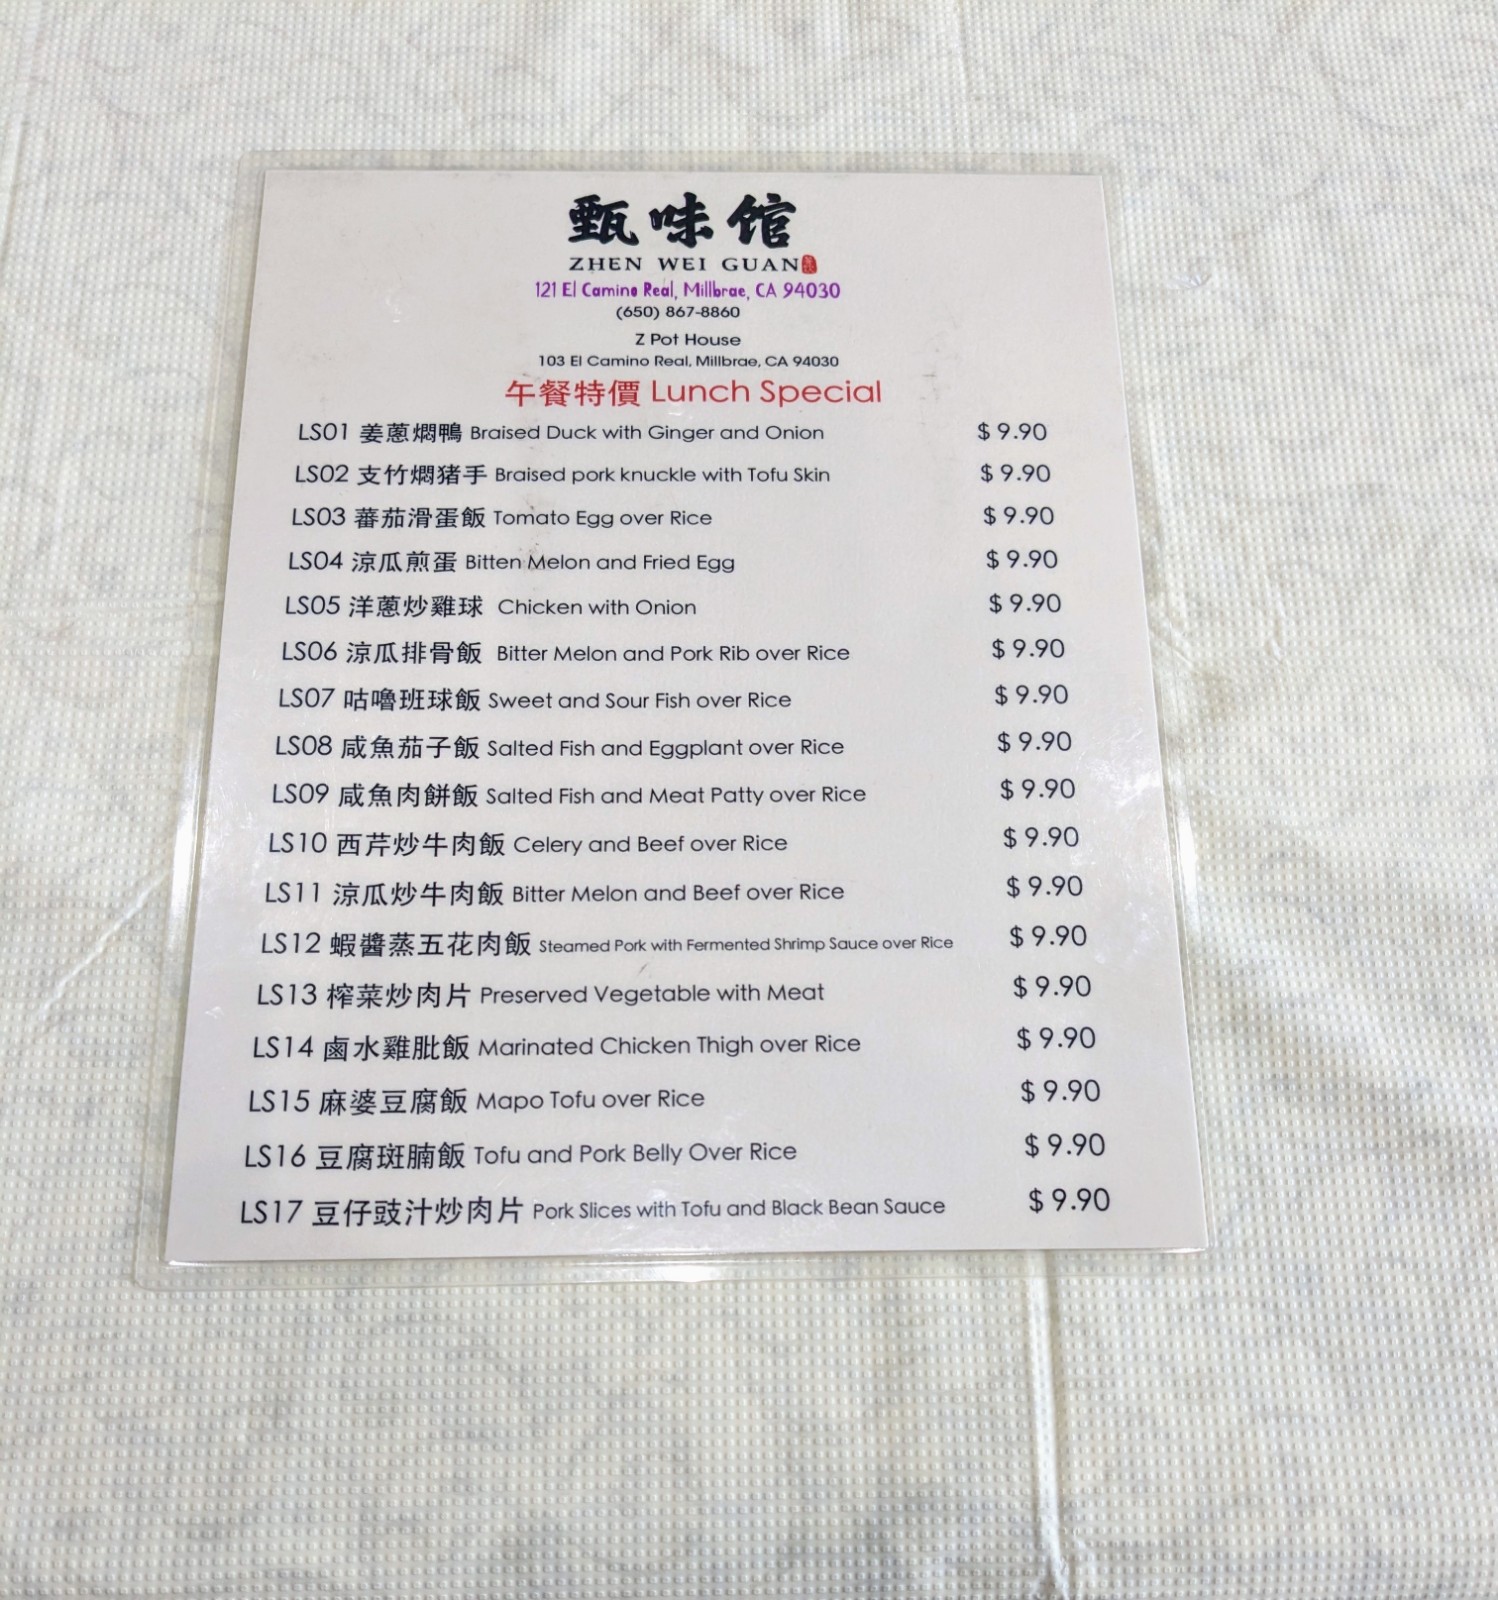 甄味馆
ZHEN WEI GUAN
121 El Camino Real, Millbrae, CA 94030
(650) 867-8860
Z Pot House
103 El Camino Real, Millbrae, CA 94030
午餐特價 Lunch Special
LS01 姜蔥燜鴨 Braised Duck with Ginger and Onion $ 9.90
LS02 支竹燜猪手 Braised pork knuckle with Tofu Skin $ 9.90
LS03 蕃茄滑蛋飯 Tomato Egg over Rice $ 9.90
LS04 涼瓜煎蛋 Bitten Melon and Fried Egg $ 9.90
LS05 洋蔥炒雞球 Chicken with Onion $ 9.90
LS06 涼瓜排骨飯 Bitter Melon and Pork Rib over Rice $ 9.90
LS07 咕嚕班球飯 Sweet and Sour Fish over Rice $ 9.90
LS08 咸魚茄子飯 Salted Fish and Eggplant over Rice $ 9.90
LS09 咸魚肉餅飯 Salted Fish and Meat Patty over Rice $ 9.90
LS10 西芹炒牛肉飯 Celery and Beef over Rice $ 9.90
LS11 涼瓜炒牛肉飯 Bitter Melon and Beef over Rice $ 9.90
LS12 蝦醬蒸五花肉飯 Steamed Pork with Fermented Shrimp Sauce over Rice $ 9.90
LS13 榨菜炒肉片 Preserved Vegetable with Meat $ 9.90
LS14 鹵水雞肶飯 Marinated Chicken Thigh over Rice $ 9.90
LS15 麻婆豆腐飯 Mapo Tofu over Rice $ 9.90
LS16 豆腐斑腩飯 Tofu and Pork Belly Over Rice $ 9.90
LS17 豆仔豉汁炒肉片 Pork Slices with Tofu and Black Bean Sauce $ 9.90